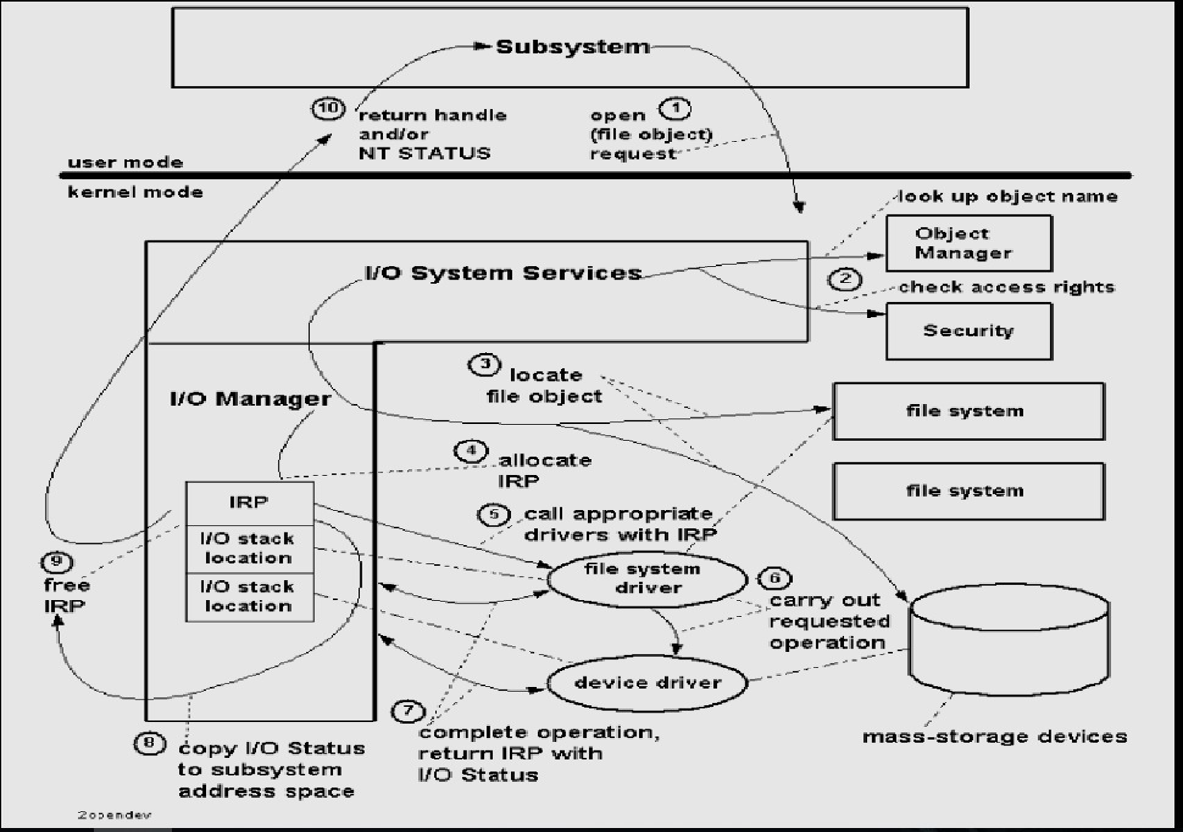 Subsystem
10
return handle
and/or
NT STATUS
1
open
(file object)
request
user mode
kernel mode
look up object name
Object
Manager
I/O System Services
2
check access rights
Security
3
locate
file object
I/O Manager
file system
4
allocate
IRP
file system
IRP
5
call appropriate
drivers with IRP
I/O stack
location
I/O stack
location
9
free
IRP
file system
driver
6
carry out
requested
operation
device driver
7
complete operation,
return IRP with
I/O Status
mass-storage devices
8
copy I/O Status
to subsystem
address space
2opendev